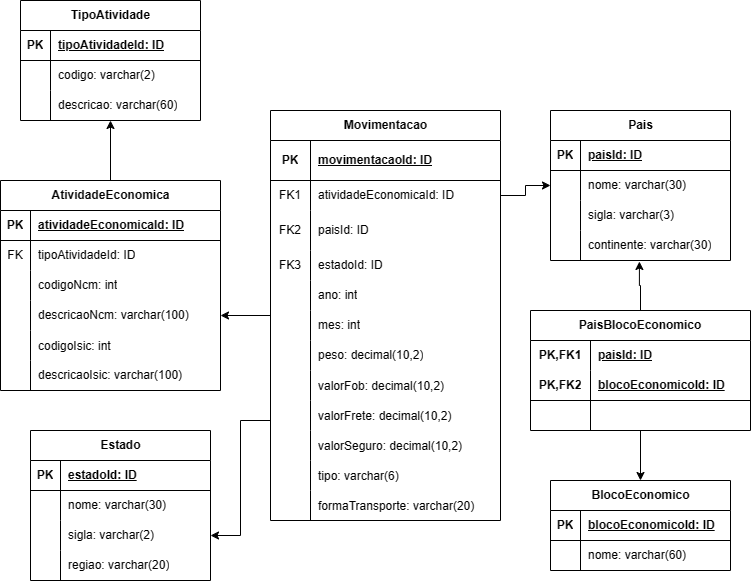 TipoAtividade
PK tipoAtividadeId: ID
codigo: varchar(2)
descricao: varchar(60)
AtividadeEconomica
PK atividadeEconomicaId: ID
FK tipoAtividadeId: ID
codigoNcm: int
descricaoNcm: varchar(100)
codigoIsic: int
descricaoIsic: varchar(100)
Estado
PK estadoId: ID
nome: varchar(30)
sigla: varchar(2)
regiao: varchar(20)
Movimentacao
PK movimentacaoId: ID
FK1 atividadeEconomicaId: ID
FK2 paisId: ID
FK3 estadoId: ID
ano: int
mes: int
peso: decimal(10,2)
valorFob: decimal(10,2)
valorFrete: decimal(10,2)
valorSeguro: decimal(10,2)
tipo: varchar(6)
formaTransporte: varchar(20)
Pais
PK paisId: ID
nome: varchar(30)
sigla: varchar(3)
continente: varchar(30)
PaisBlocoEconomico
PK,FK1 paisId: ID
PK,FK2 blocoEconomicoId: ID
BlocoEconomico
PK blocoEconomicoId: ID
nome: varchar(60)